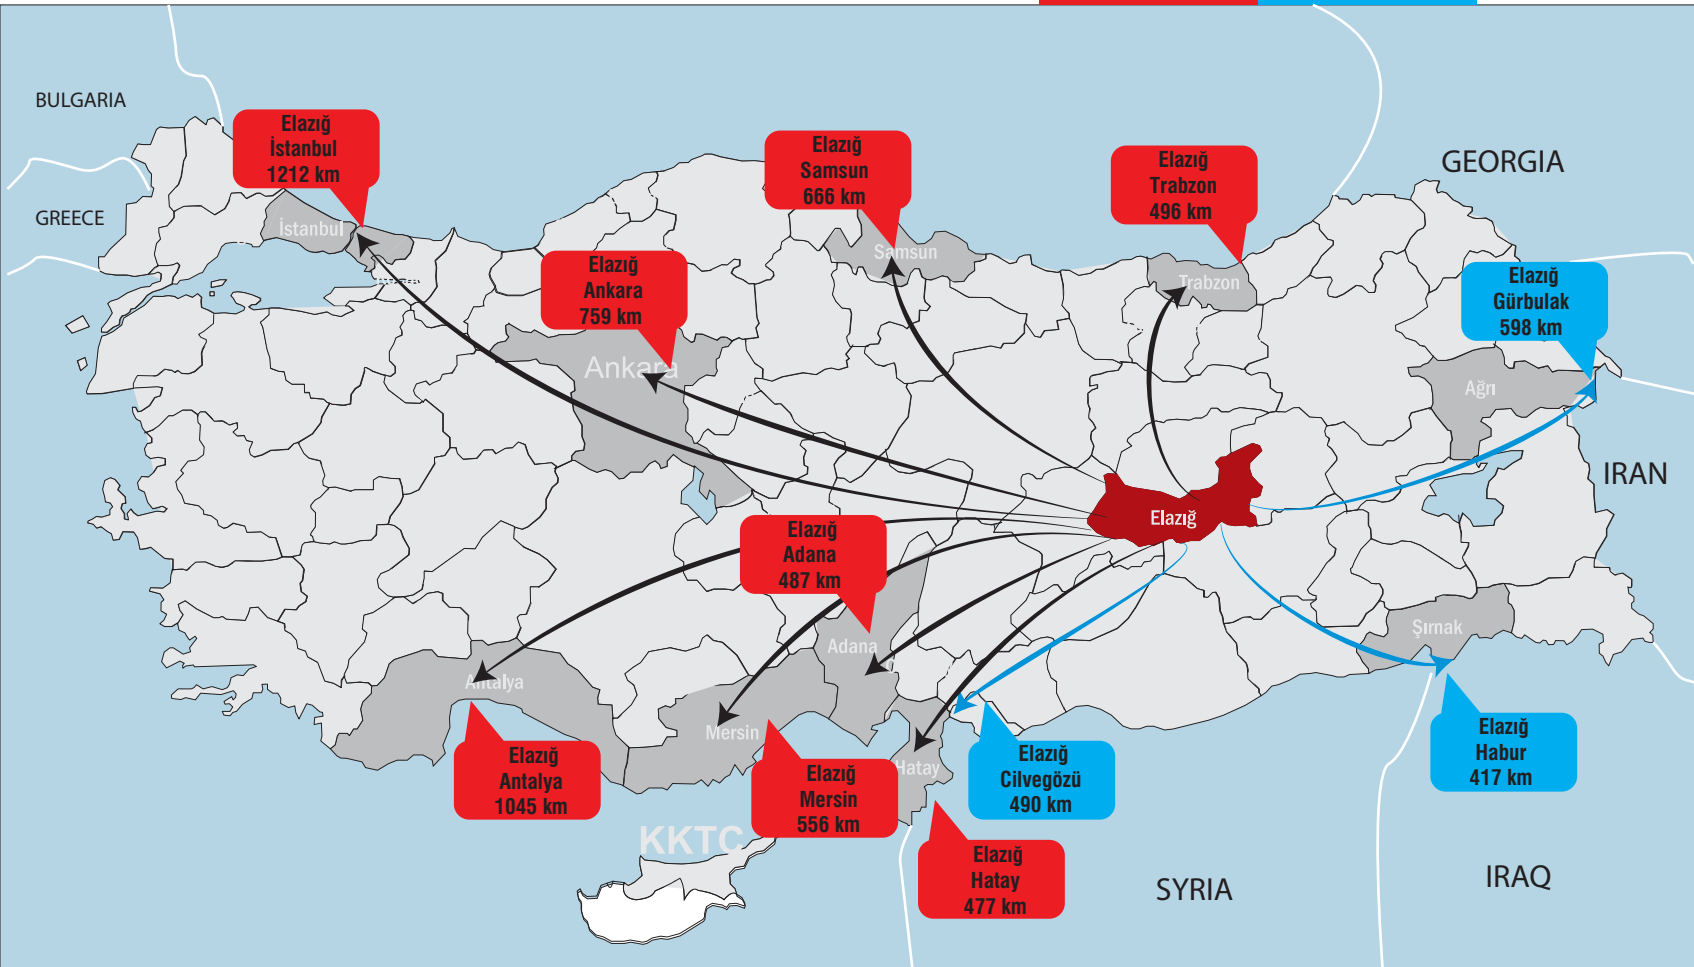 BULGARIA
GREECE
GEORGIA
IRAN
IRAQ
SYRIA
KKTC
Elazığ
İstanbul
1212 km
Elazığ
Samsun
666 km
Elazığ
Trabzon
496 km
Elazığ
Ankara
759 km
Elazığ
Gürbulak
598 km
Elazığ
Adana
487 km
Elazığ
Antalya
1045 km
Elazığ
Mersin
556 km
Elazığ
Hatay
477 km
Elazığ
Cilvegözü
490 km
Elazığ
Habur
417 km
İstanbul
Samsun
Trabzon
Ankara
Ağrı
Elazığ
Adana
Şırnak
Antalya
Mersin
Hatay